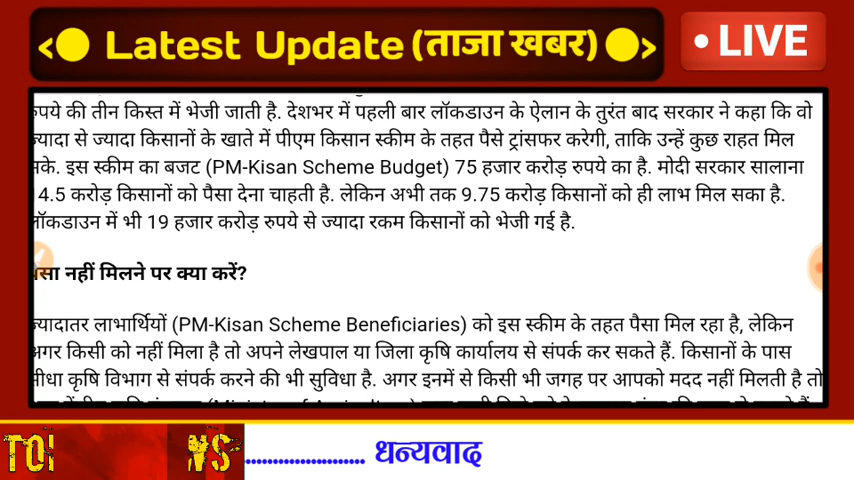 Latest Update (ताजा खबर)
• LIVE
की तीन किस्त में भेजी जाती है. देशभर में पहली बार लॉकडाउन के ऐलान के तुरंत बाद सरकार ने कहा कि वो
से ज्यादा किसानों के खाते में पीएम किसान स्कीम के तहत पैसे ट्रांसफर करेगी, ताकि उन्हें कुछ राहत मिल
इस स्कीम का बजट (PM-Kisan Scheme Budget) 75 हजार करोड़ रुपये का है. मोदी सरकार सालाना
4.5 करोड़ किसानों को पैसा देना चाहती है. लेकिन अभी तक 9.75 करोड़ किसानों को ही लाभ मिल सका है.
लॉकडाउन में भी 19 हजार करोड़ रुपये से ज्यादा रकम किसानों को भेजी गई है.
नहीं मिलने पर क्या करें?
लाभार्थियों (PM-Kisan Scheme Beneficiaries) को इस स्कीम के तहत पैसा मिल रहा है, लेकिन
अगर किसी को नहीं मिला है तो अपने लेखपाल या जिला कृषि कार्यालय से संपर्क कर सकते हैं. किसानों के पास
कृषि विभाग से संपर्क करने की भी सुविधा है. अगर इनमें से किसी भी जगह पर आपको मदद नहीं मिलती है तो
TOI
..................... धन्यवाद